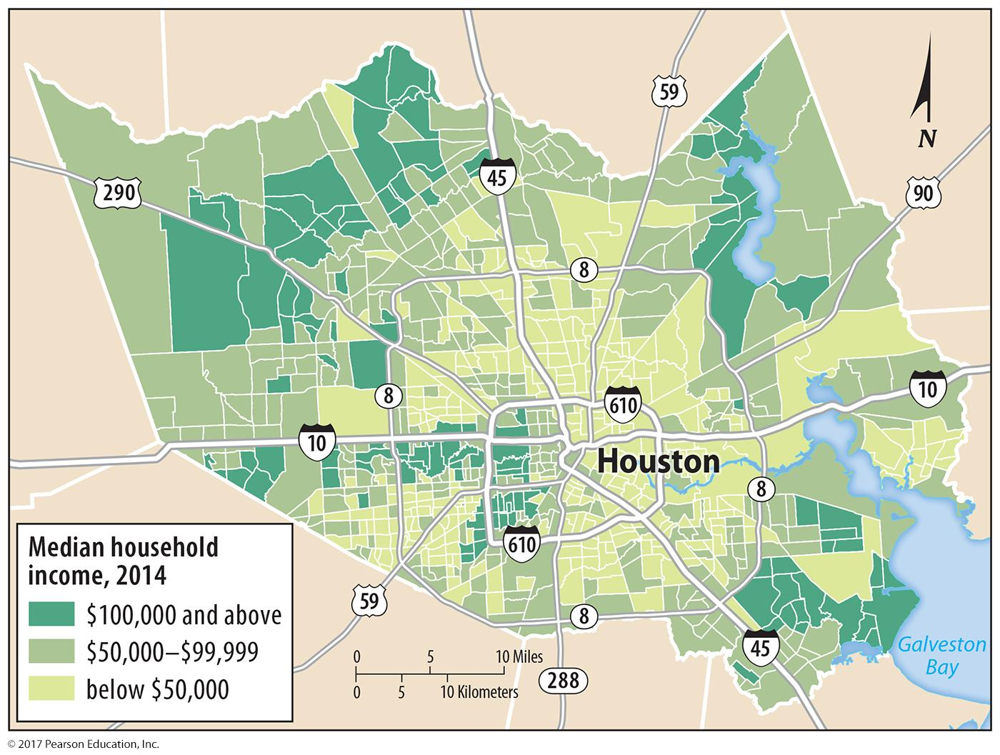 59
N
45
290
90
8
8
610
10
10
Houston
8
610
Median household
income, 2014
$100,000 and above
$50,000–$99,999
below $50,000
59
8
45
Galveston
Bay
0 5 10 Miles
0 5 10 Kilometers
288
© 2017 Pearson Education, Inc.